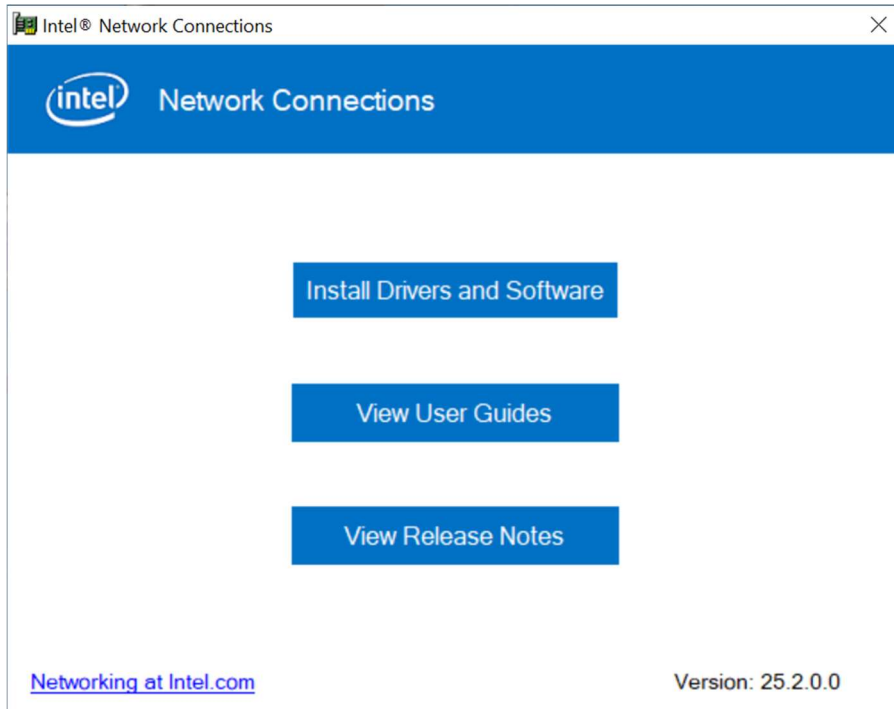 Intel® Network Connections
intel Network Connections
Install Drivers and Software
View User Guides
View Release Notes
Networking at Intel.com Version: 25.2.0.0